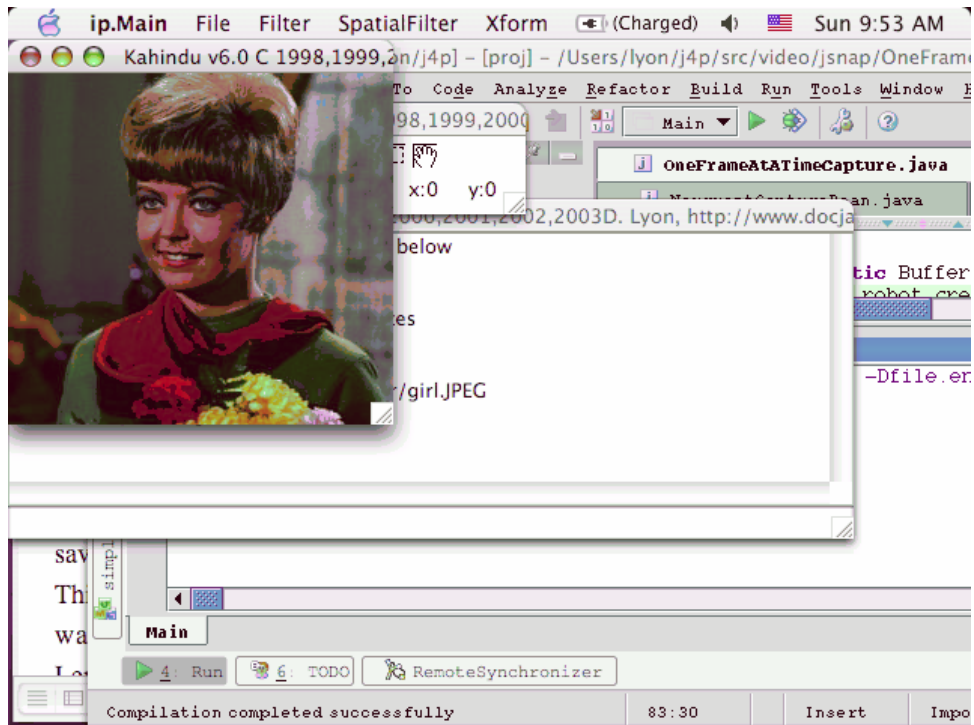 ip.Main File Filter SpatialFilter Xform (Charged) Sun 9:53 AM
Kahindu v6.0 C 1998,1999,2n/j4p] – [proj] – /Users/lyon/j4p/src/video/jsnap/OneFrame
To Code Analyze Refactor Build Run Tools Window H
98,1999,2000 Main
OneFrameAtATimeCapture.java
x:0 y:0
2000,2001,2002,2003D. Lyon, http://www.docja
below
tic Buffer
robot cre
tes
-Dfile.en
r/girl.JPEG
sav
simpl
Thi
wa
Main
4: Run 6: TODO RemoteSynchronizer
Compilation completed successfully 83:30 Insert Impo